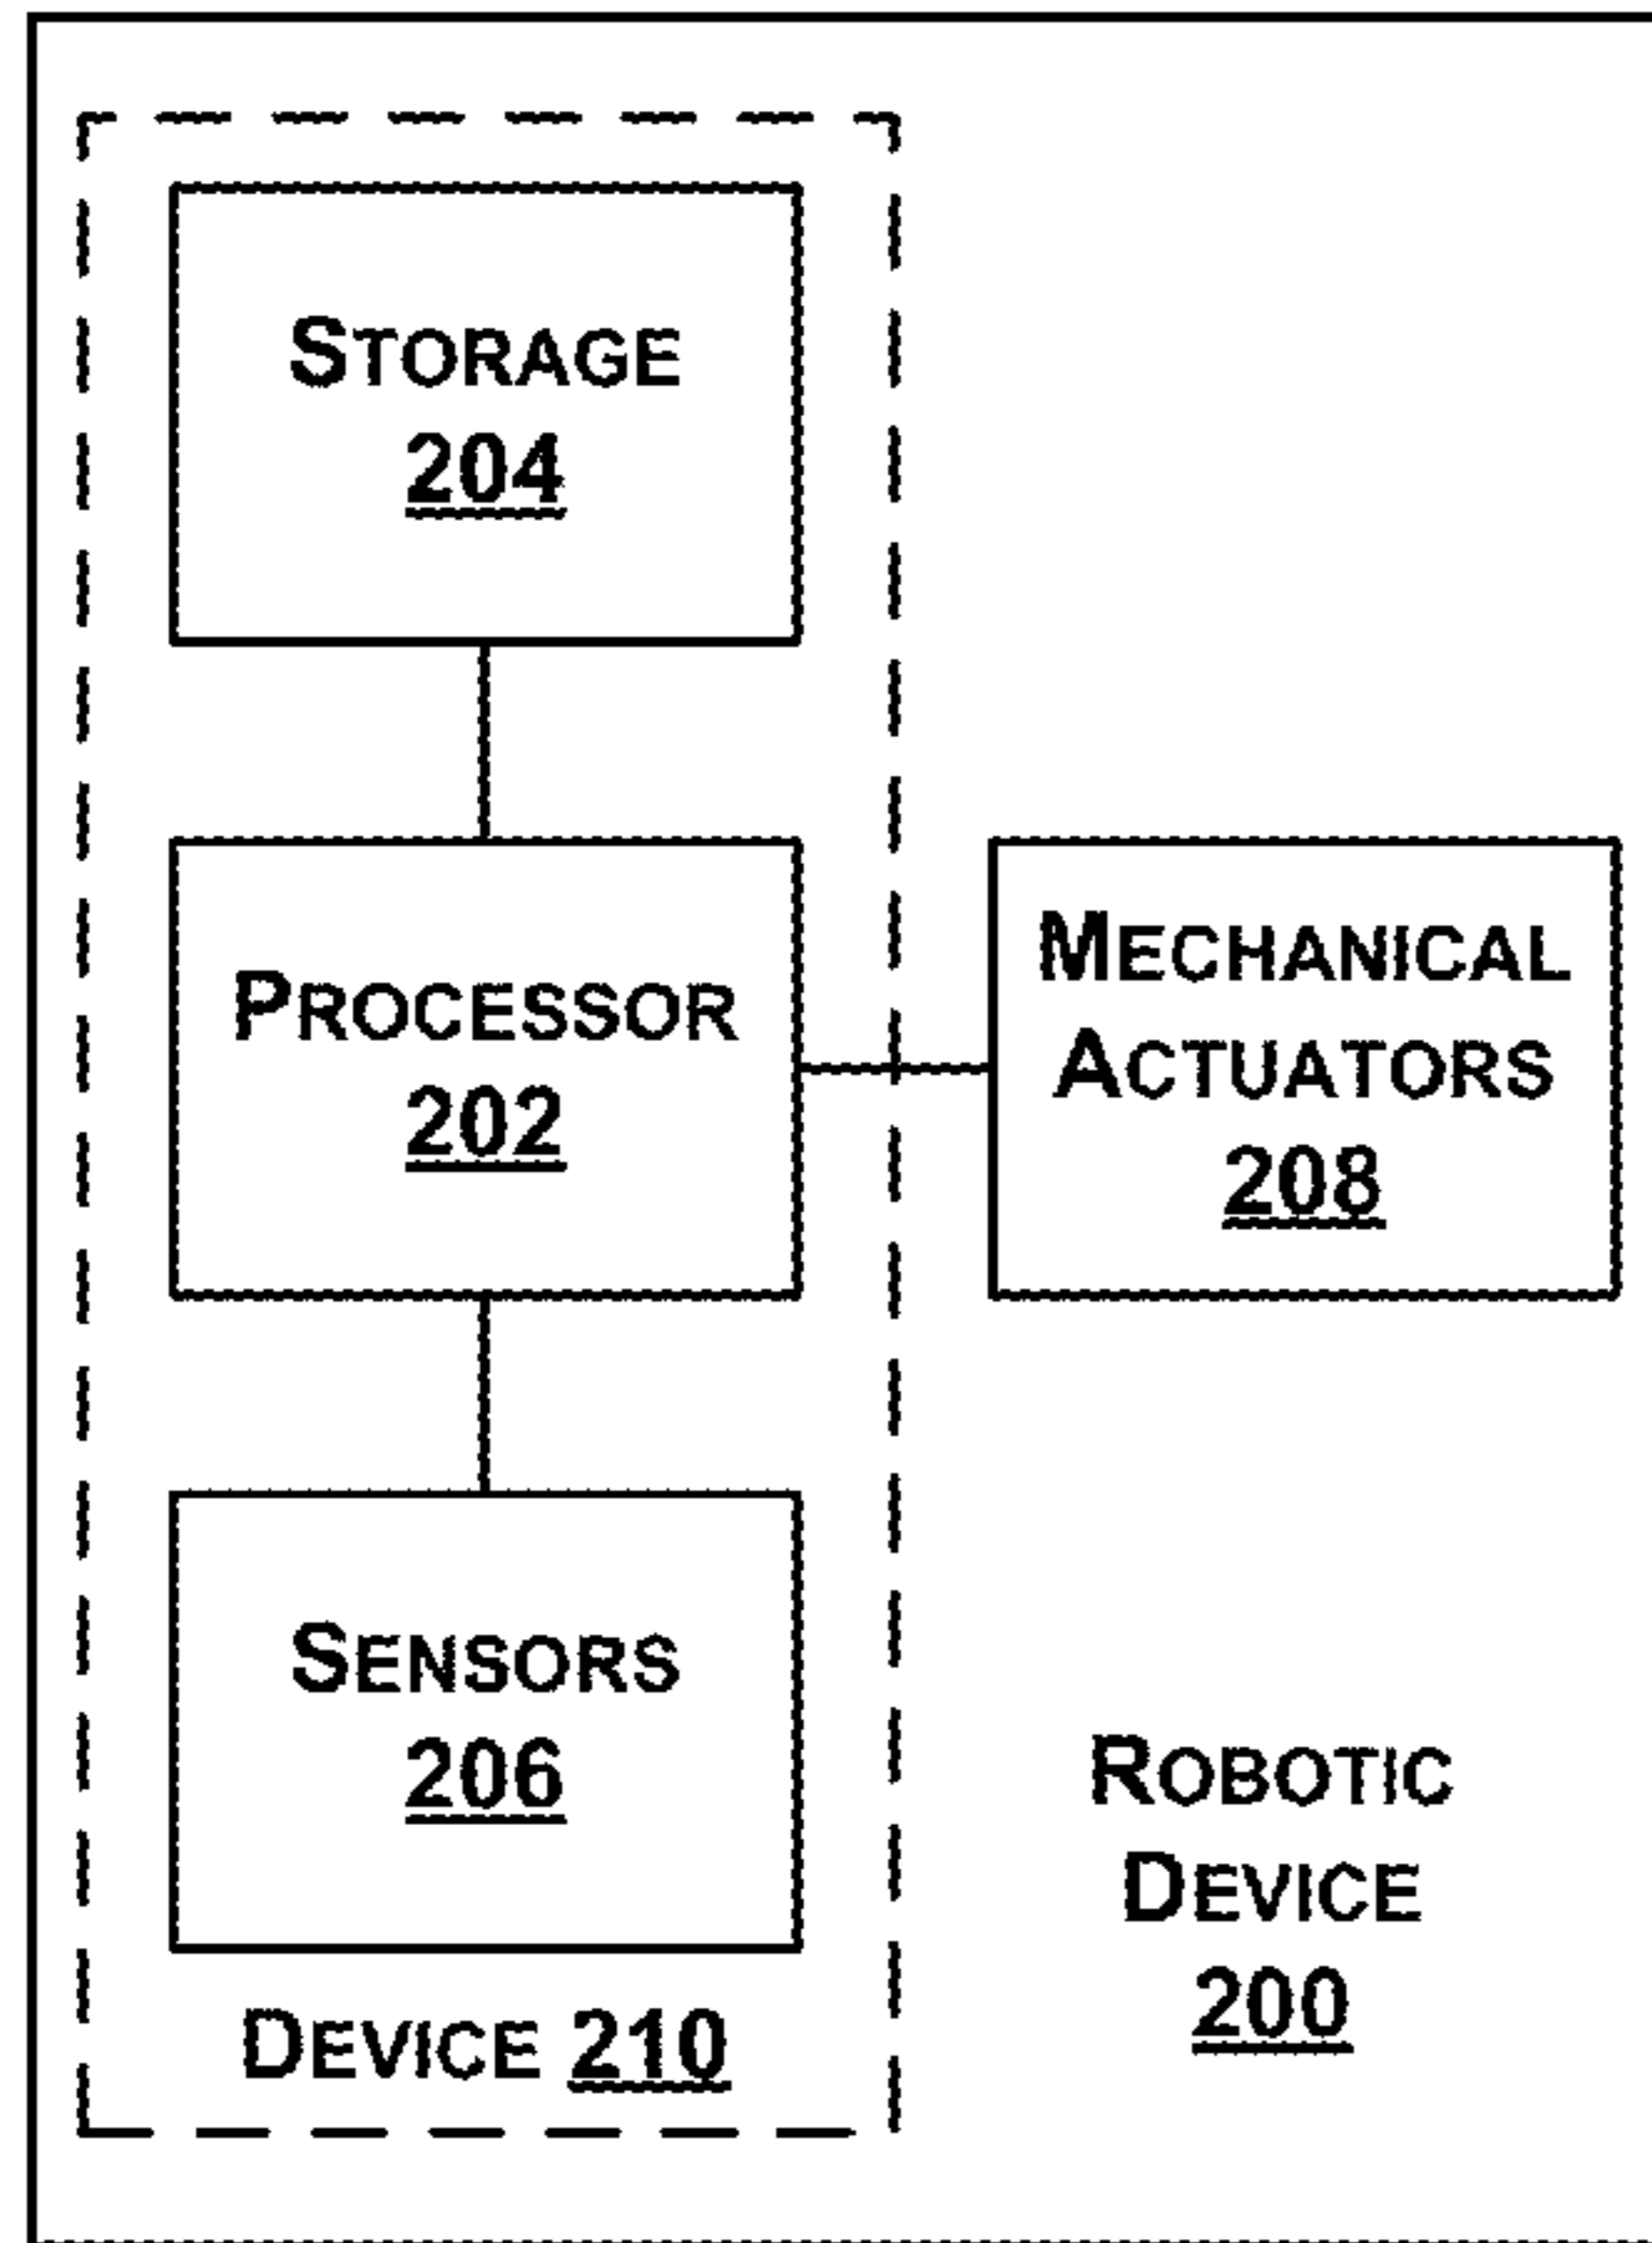 STORAGE
204
PROCESSOR
202
MECHANICAL
ACTUATORS
208
SENSORS
206
DEVICE 210
ROBOTIC
DEVICE
200